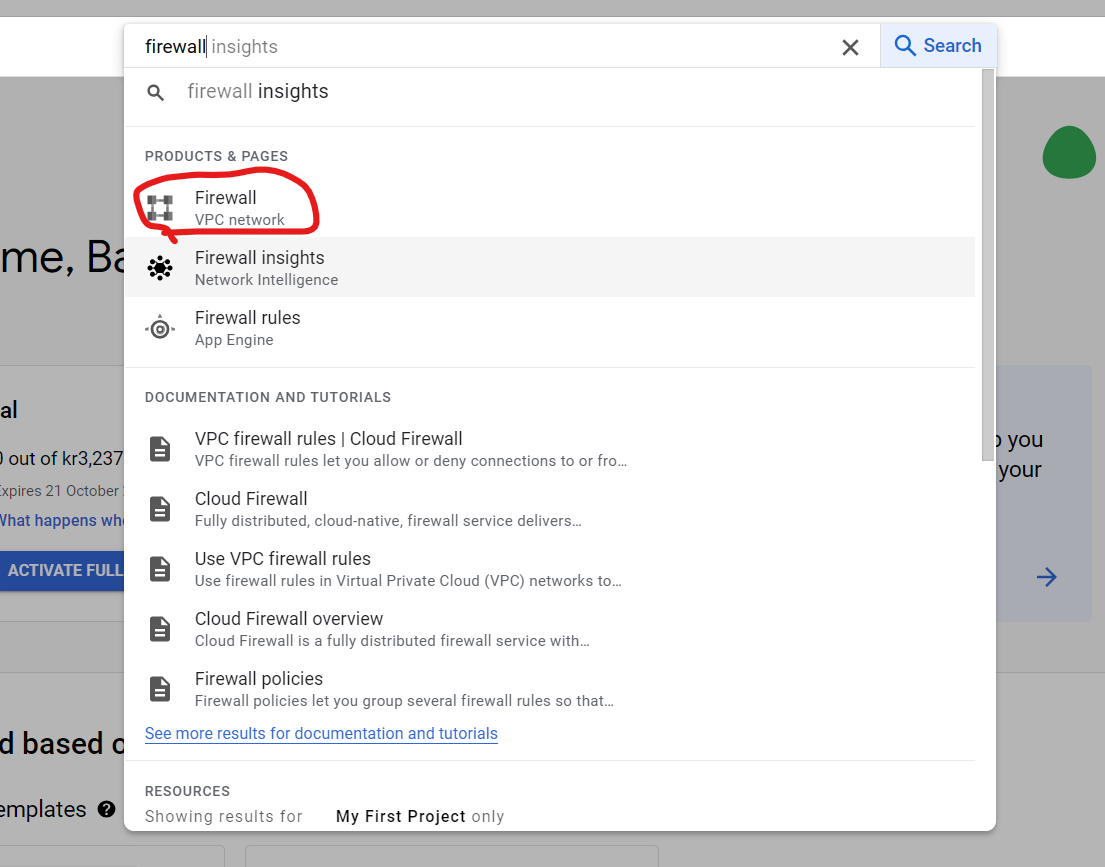 firewall insights
Search
firewall insights
PRODUCTS & PAGES
Firewall
VPC network
Firewall insights
Network Intelligence
Firewall rules
App Engine
DOCUMENTATION AND TUTORIALS
VPC firewall rules | Cloud Firewall
VPC firewall rules let you allow or deny connections to or fro…
Cloud Firewall
Fully distributed, cloud-native, firewall service delivers…
Use VPC firewall rules
Use firewall rules in Virtual Private Cloud (VPC) networks to…
Cloud Firewall overview
Cloud Firewall is a fully distributed firewall service with…
Firewall policies
Firewall policies let you group several firewall rules so that…
See more results for documentation and tutorials
RESOURCES
Showing results for My First Project only
me, Ba
al
0 out of kr3,237
Expires 21 October
What happens whe
ACTIVATE FULL
d based o
emplates
p you
your